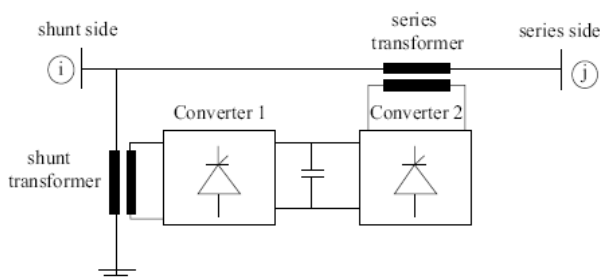 shunt side
series
transformer
series side
i
j
Converter 1
Converter 2
shunt
transformer